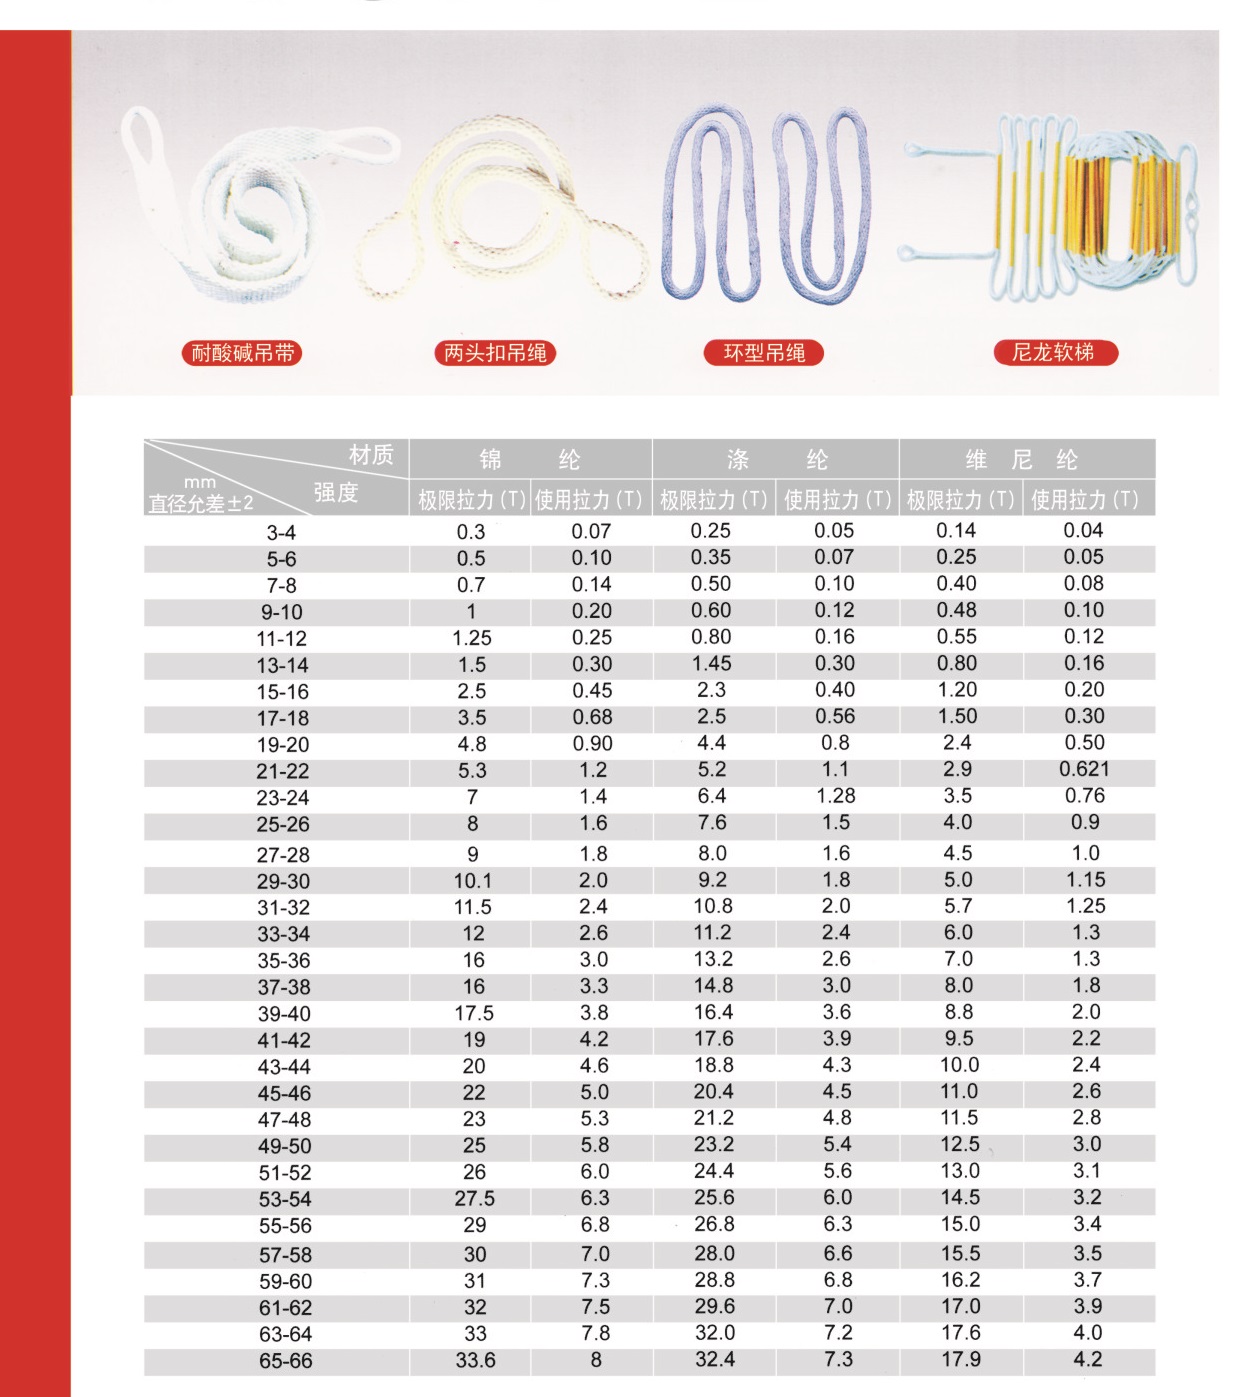 耐酸碱吊带 两头扣吊绳 环型吊绳 尼龙软梯
材质 锦纶 涤纶 维尼纶
mm 强度
直径允差±2 极限拉力(T) 使用拉力(T) 极限拉力(T) 使用拉力(T) 极限拉力(T) 使用拉力(T)
3-4 0.3 0.07 0.25 0.05 0.14 0.04
5-6 0.5 0.10 0.35 0.07 0.25 0.05
7-8 0.7 0.14 0.50 0.10 0.40 0.08
9-10 1 0.20 0.60 0.12 0.48 0.10
11-12 1.25 0.25 0.80 0.16 0.55 0.12
13-14 1.5 0.30 1.45 0.30 0.80 0.16
15-16 2.5 0.45 2.3 0.40 1.20 0.20
17-18 3.5 0.68 2.5 0.56 1.50 0.30
19-20 4.8 0.90 4.4 0.8 2.4 0.50
21-22 5.3 1.2 5.2 1.1 2.9 0.621
23-24 7 1.4 6.4 1.28 3.5 0.76
25-26 8 1.6 7.6 1.5 4.0 0.9
27-28 9 1.8 8.0 1.6 4.5 1.0
29-30 10.1 2.0 9.2 1.8 5.0 1.15
31-32 11.5 2.4 10.8 2.0 5.7 1.25
33-34 12 2.6 11.2 2.4 6.0 1.3
35-36 16 3.0 13.2 2.6 7.0 1.3
37-38 16 3.3 14.8 3.0 8.0 1.8
39-40 17.5 3.8 16.4 3.6 8.8 2.0
41-42 19 4.2 17.6 3.9 9.5 2.2
43-44 20 4.6 18.8 4.3 10.0 2.4
45-46 22 5.0 20.4 4.5 11.0 2.6
47-48 23 5.3 21.2 4.8 11.5 2.8
49-50 25 5.8 23.2 5.4 12.5 3.0
51-52 26 6.0 24.4 5.6 13.0 3.1
53-54 27.5 6.3 25.6 6.0 14.5 3.2
55-56 29 6.8 26.8 6.3 15.0 3.4
57-58 30 7.0 28.0 6.6 15.5 3.5
59-60 31 7.3 28.8 6.8 16.2 3.7
61-62 32 7.5 29.6 7.0 17.0 3.9
63-64 33 7.8 32.0 7.2 17.6 4.0
65-66 33.6 8 32.4 7.3 17.9 4.2